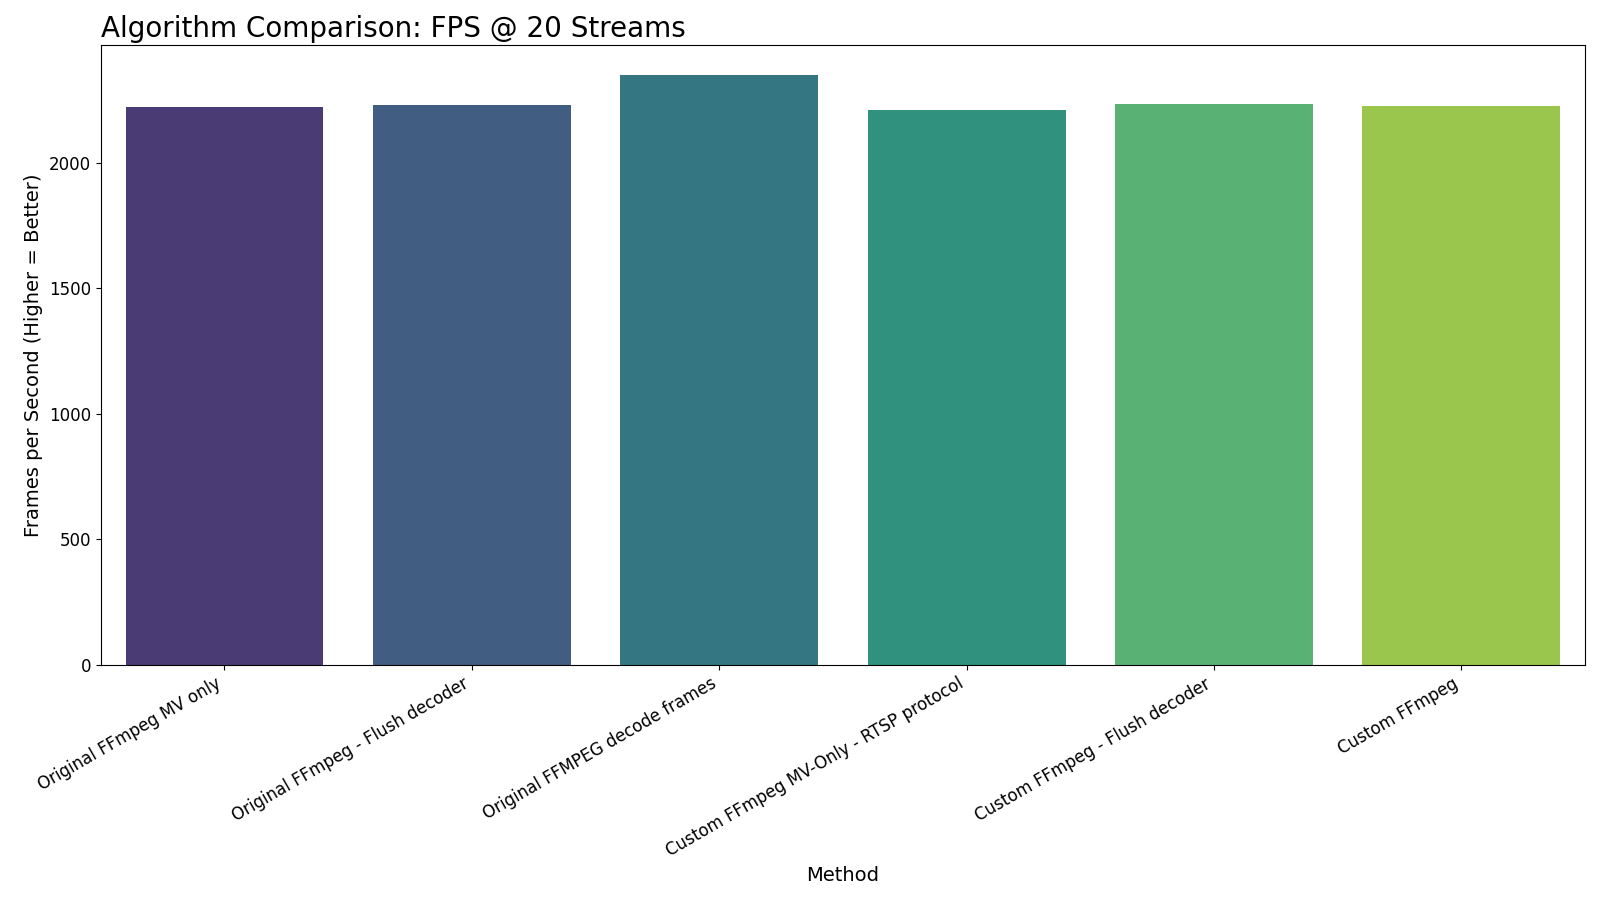 Algorithm Comparison: FPS @ 20 Streams
Frames per Second (Higher = Better)
2000
1500
1000
500
0
Original FFmpeg MV only
Original FFmpeg - Flush decoder
Original FFMPEG decode frames
Custom FFmpeg MV-Only - RTSP protocol
Custom FFmpeg - Flush decoder
Custom FFmpeg
Method